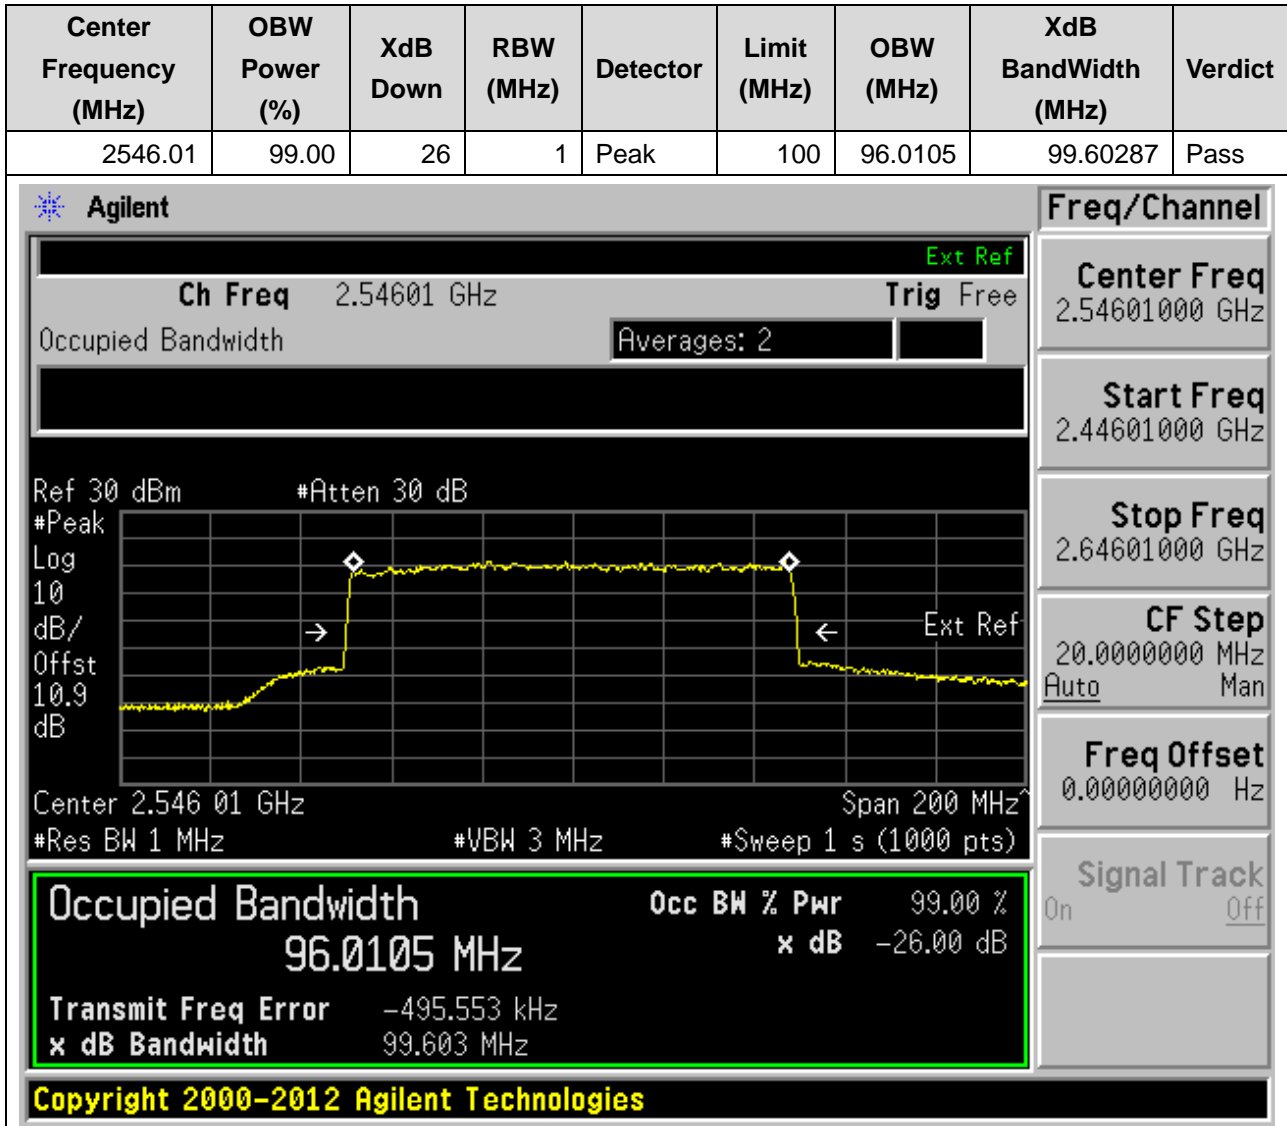 Center Frequency (MHz) OBW Power (%) XdB Down RBW (MHz) Detector Limit (MHz) OBW (MHz) XdB BandWidth (MHz) Verdict
2546.01 99.00 26 1 Peak 100 96.0105 99.60287 Pass
Agilent
Freq/Channel
Ext Ref
Ch Freq 2.54601 GHz Trig Free
Occupied Bandwidth Averages: 2
Ref 30 dBm #Atten 30 dB
#Peak
Log
10
dB/
Offst
10.9
dB
Ext Ref
Center 2.546 01 GHz Span 200 MHz^
#Res BW 1 MHz #VBW 3 MHz #Sweep 1 s (1000 pts)
Occupied Bandwidth Occ BW % Pwr 99.00 %
96.0105 MHz x dB -26.00 dB
Transmit Freq Error -495.553 kHz
x dB Bandwidth 99.603 MHz
Center Freq
2.54601000 GHz
Start Freq
2.44601000 GHz
Stop Freq
2.64601000 GHz
CF Step
20.0000000 MHz
Auto Man
Freq Offset
0.00000000 Hz
Signal Track
On Off
Copyright 2000-2012 Agilent Technologies